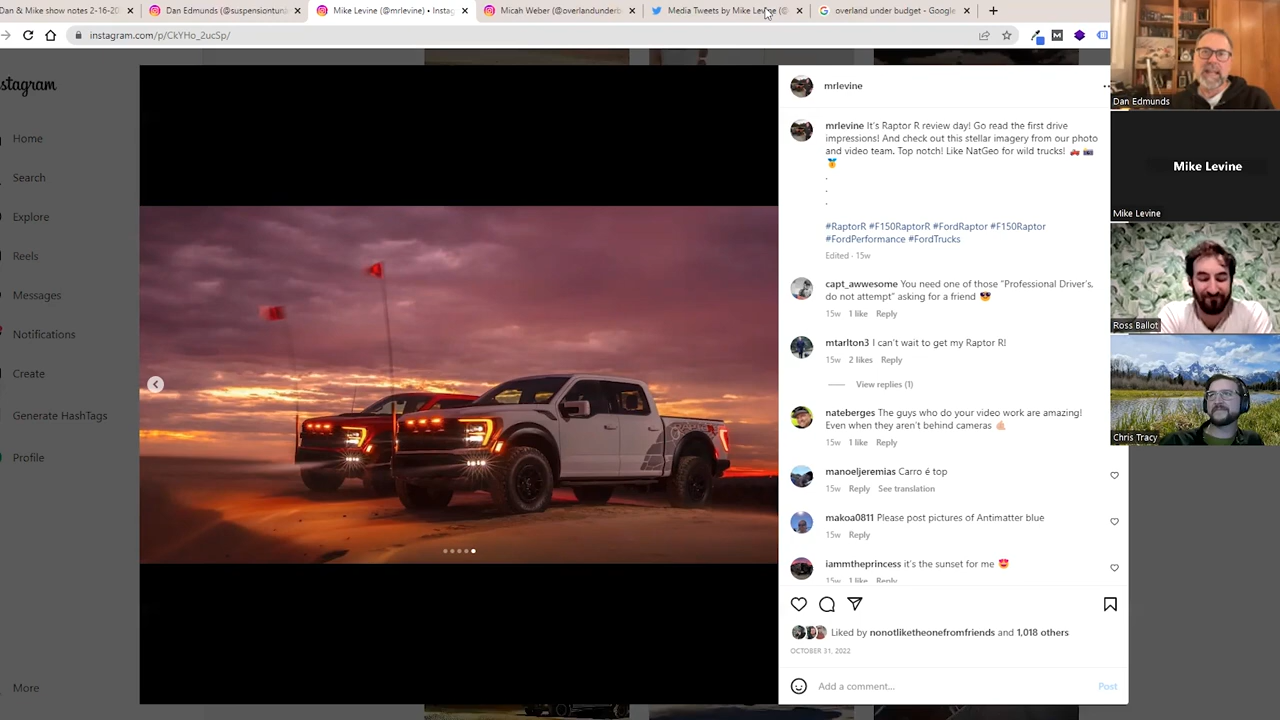 Dan & Mike show notes 2-16-20
Dan Edmunds (@suspensiontun
Mike Levine (@mrlevine) • Instag
Micah Weber (@overlandunderb
Media Tweets by Mike Levine (@
overland under budget - Google
instagram.com/p/CkYHo_2ucSp/
nstagram
Home
Search
Explore
Reels
Messages
Notifications
Create
Generate HashTags
Profile
More
mrlevine
mrlevine It's Raptor R review day! Go read the first drive
impressions! And check out this stellar imagery from our photo
and video team. Top notch! Like NatGeo for wild trucks! 🛻 📸
🏅
.
.
.
#RaptorR #F150RaptorR #FordRaptor #F150Raptor
#FordPerformance #FordTrucks
Edited · 15w
capt_awwesome You need one of those "Professional Driver's,
do not attempt" asking for a friend 😎
15w 1 like Reply
mtarlton3 I can't wait to get my Raptor R!
15w 2 likes Reply
View replies (1)
nateberges The guys who do your video work are amazing!
Even when they aren't behind cameras 🤙🏻
15w 1 like Reply
manoeljeremias Carro é top
15w Reply See translation
makoa0811 Please post pictures of Antimatter blue
15w Reply
iammtheprincess it's the sunset for me 😍
15w 1 like Reply
Liked by nonotliketheonefromfriends and 1,018 others
OCTOBER 31, 2022
Add a comment...
Post
Dan Edmunds
Mike Levine
Mike Levine
Ross Ballot
Chris Tracy